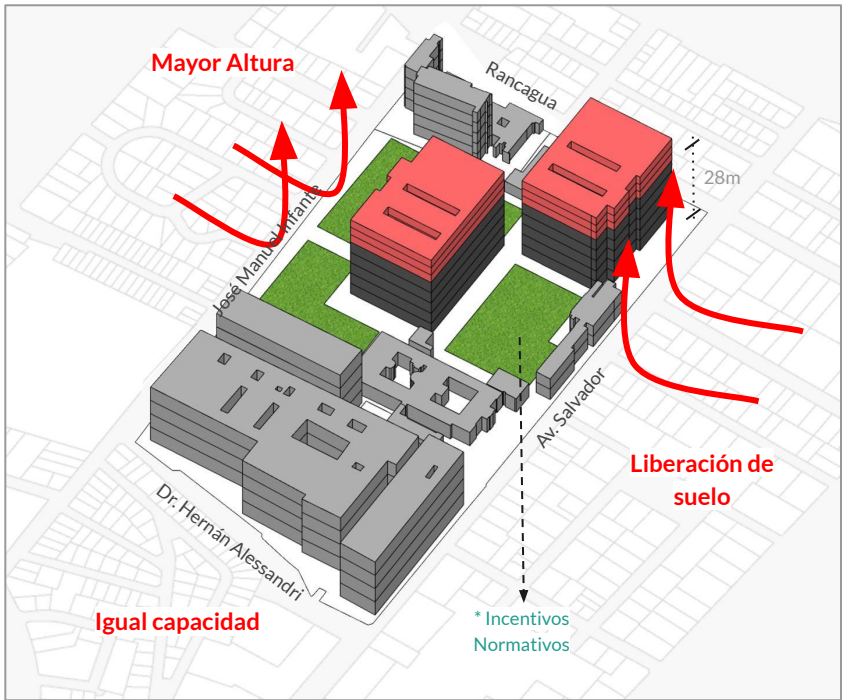 Mayor Altura
Rancagua
28m
José Manuel Infante
Av. Salvador
Liberación de
suelo
Dr. Hernán Alessandri
Igual capacidad
* Incentivos
Normativos